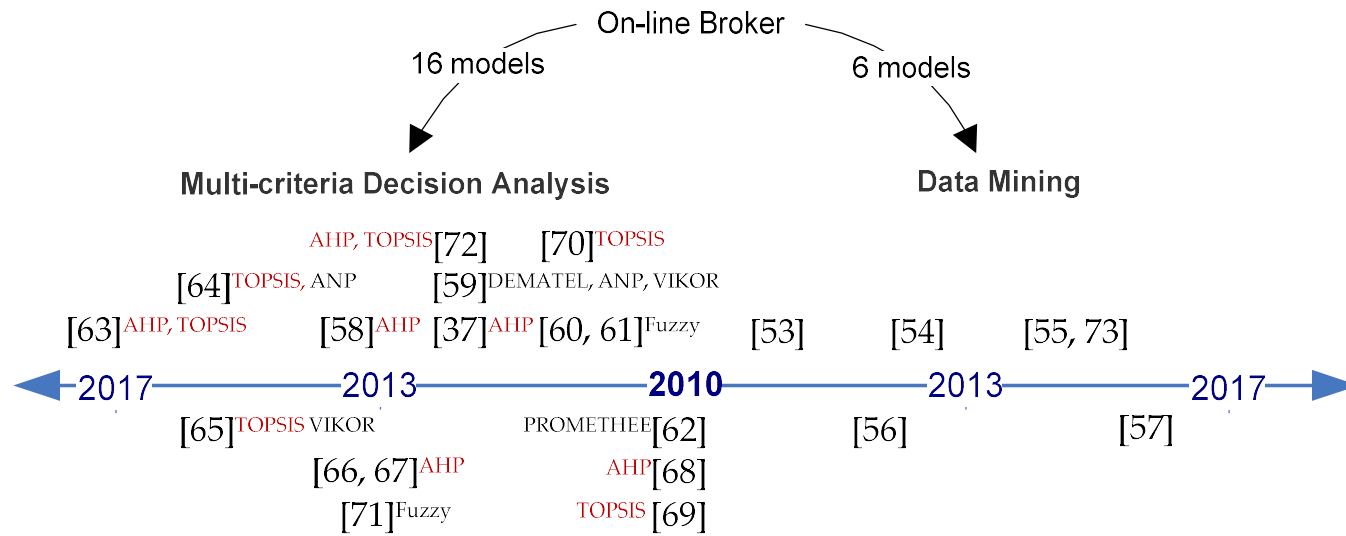 On-line Broker
16 models 6 models
Multi-criteria Decision Analysis Data Mining
AHP, TOPSIS[72] [70]TOPSIS
[64]TOPSIS, ANP [59]DEMATEL, ANP, VIKOR
[63]AHP, TOPSIS [58]AHP [37]AHP [60, 61]Fuzzy [53] [54] [55, 73]
2017 2013 2010 2013 2017
[65]TOPSIS VIKOR PROMETHEE[62] [56] [57]
[66, 67]AHP AHP[68]
[71]Fuzzy TOPSIS[69]